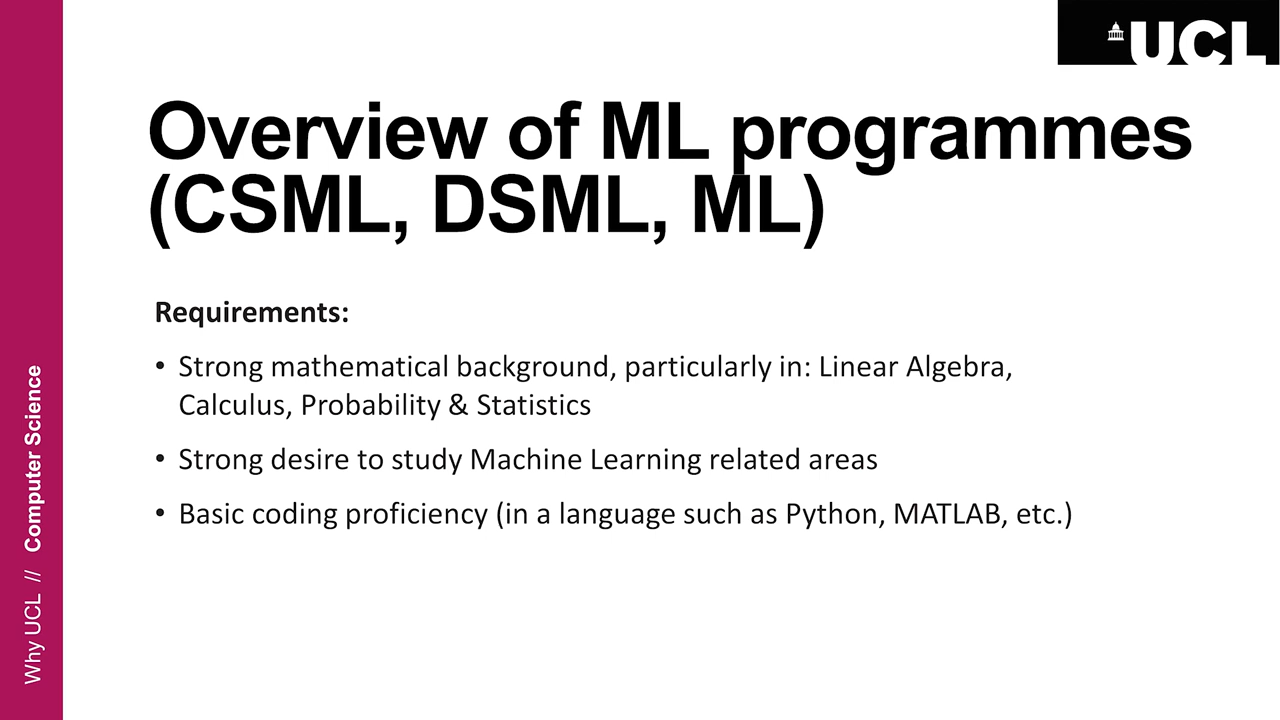 UCL
Overview of ML programmes
(CSML, DSML, ML)
Requirements:
• Strong mathematical background, particularly in: Linear Algebra,
Calculus, Probability & Statistics
• Strong desire to study Machine Learning related areas
• Basic coding proficiency (in a language such as Python, MATLAB, etc.)
Why UCL // Computer Science